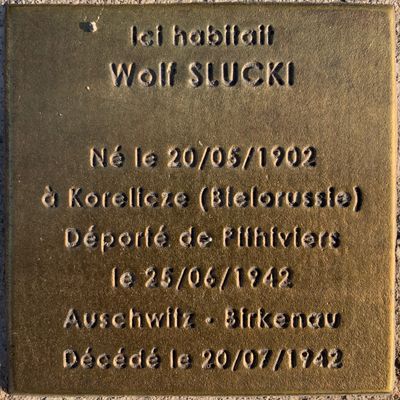 Ici habitait
Wolf SLUCKI
Né le 20/05/1902
à Korelicze (Bielorussie)
Déporté de Pithiviers
le 25/06/1942
Auschwitz - Birkenau
Décédé le 20/07/1942